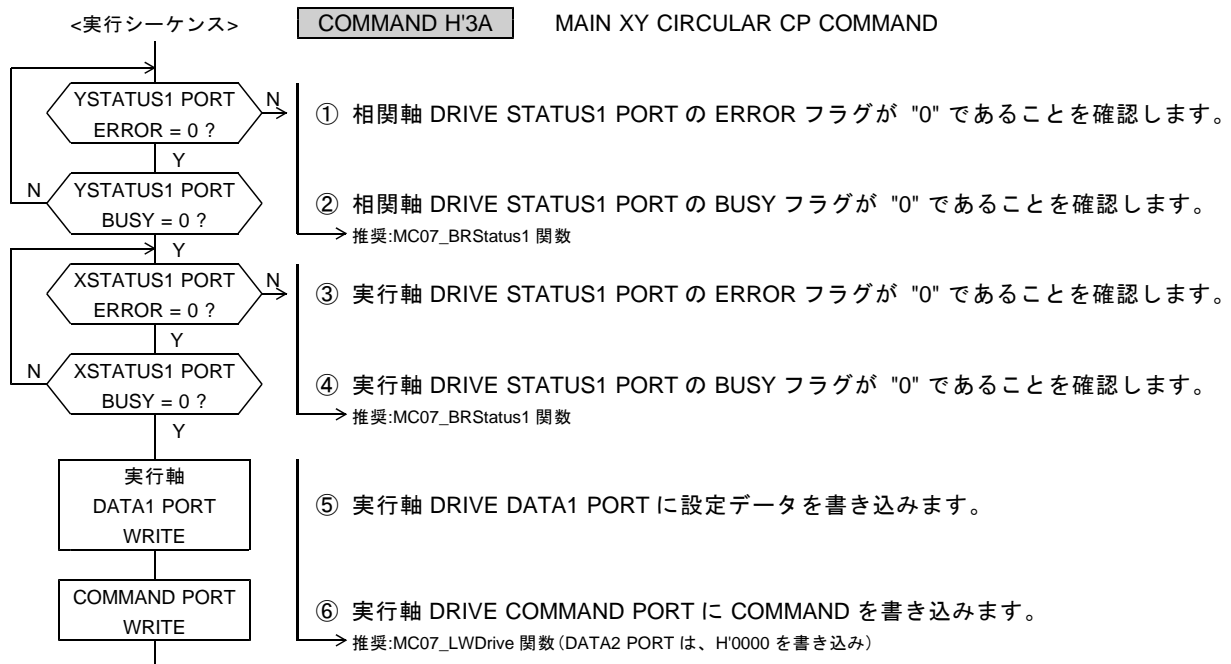 <実行シーケンス> COMMAND H'3A MAIN XY CIRCULAR CP COMMAND
YSTATUS1 PORT
ERROR = 0 ?
N
① 相関軸 DRIVE STATUS1 PORT の ERROR フラグが "0" であることを確認します。
Y
N
YSTATUS1 PORT
BUSY = 0 ?
② 相関軸 DRIVE STATUS1 PORT の BUSY フラグが "0" であることを確認します。
推奨:MC07_BRStatus1 関数
Y
XSTATUS1 PORT
ERROR = 0 ?
N
③ 実行軸 DRIVE STATUS1 PORT の ERROR フラグが "0" であることを確認します。
Y
N
XSTATUS1 PORT
BUSY = 0 ?
④ 実行軸 DRIVE STATUS1 PORT の BUSY フラグが "0" であることを確認します。
推奨:MC07_BRStatus1 関数
Y
実行軸
DATA1 PORT
WRITE
⑤ 実行軸 DRIVE DATA1 PORT に設定データを書き込みます。
COMMAND PORT
WRITE
⑥ 実行軸 DRIVE COMMAND PORT に COMMAND を書き込みます。
推奨:MC07_LWDrive 関数(DATA2 PORT は、H'0000 を書き込み)